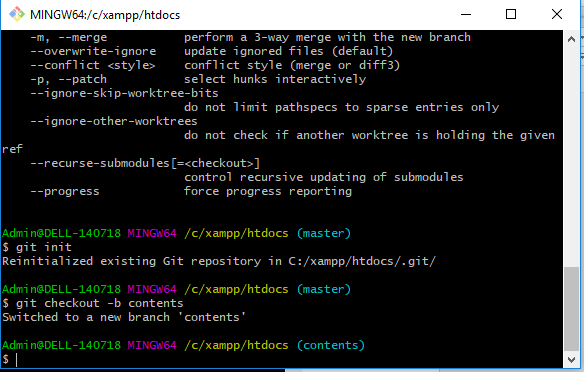 MINGW64:/c/xampp/htdocs
-m, --merge perform a 3-way merge with the new branch
--overwrite-ignore update ignored files (default)
--conflict <style> conflict style (merge or diff3)
-p, --patch select hunks interactively
--ignore-skip-worktree-bits
do not limit pathspecs to sparse entries only
--ignore-other-worktrees
do not check if another worktree is holding the given
ref
--recurse-submodules[=<checkout>]
control recursive updating of submodules
--progress force progress reporting
Admin@DELL-140718 MINGW64 /c/xampp/htdocs (master)
$ git init
Reinitialized existing Git repository in C:/xampp/htdocs/.git/
Admin@DELL-140718 MINGW64 /c/xampp/htdocs (master)
$ git checkout -b contents
Switched to a new branch 'contents'
Admin@DELL-140718 MINGW64 /c/xampp/htdocs (contents)
$